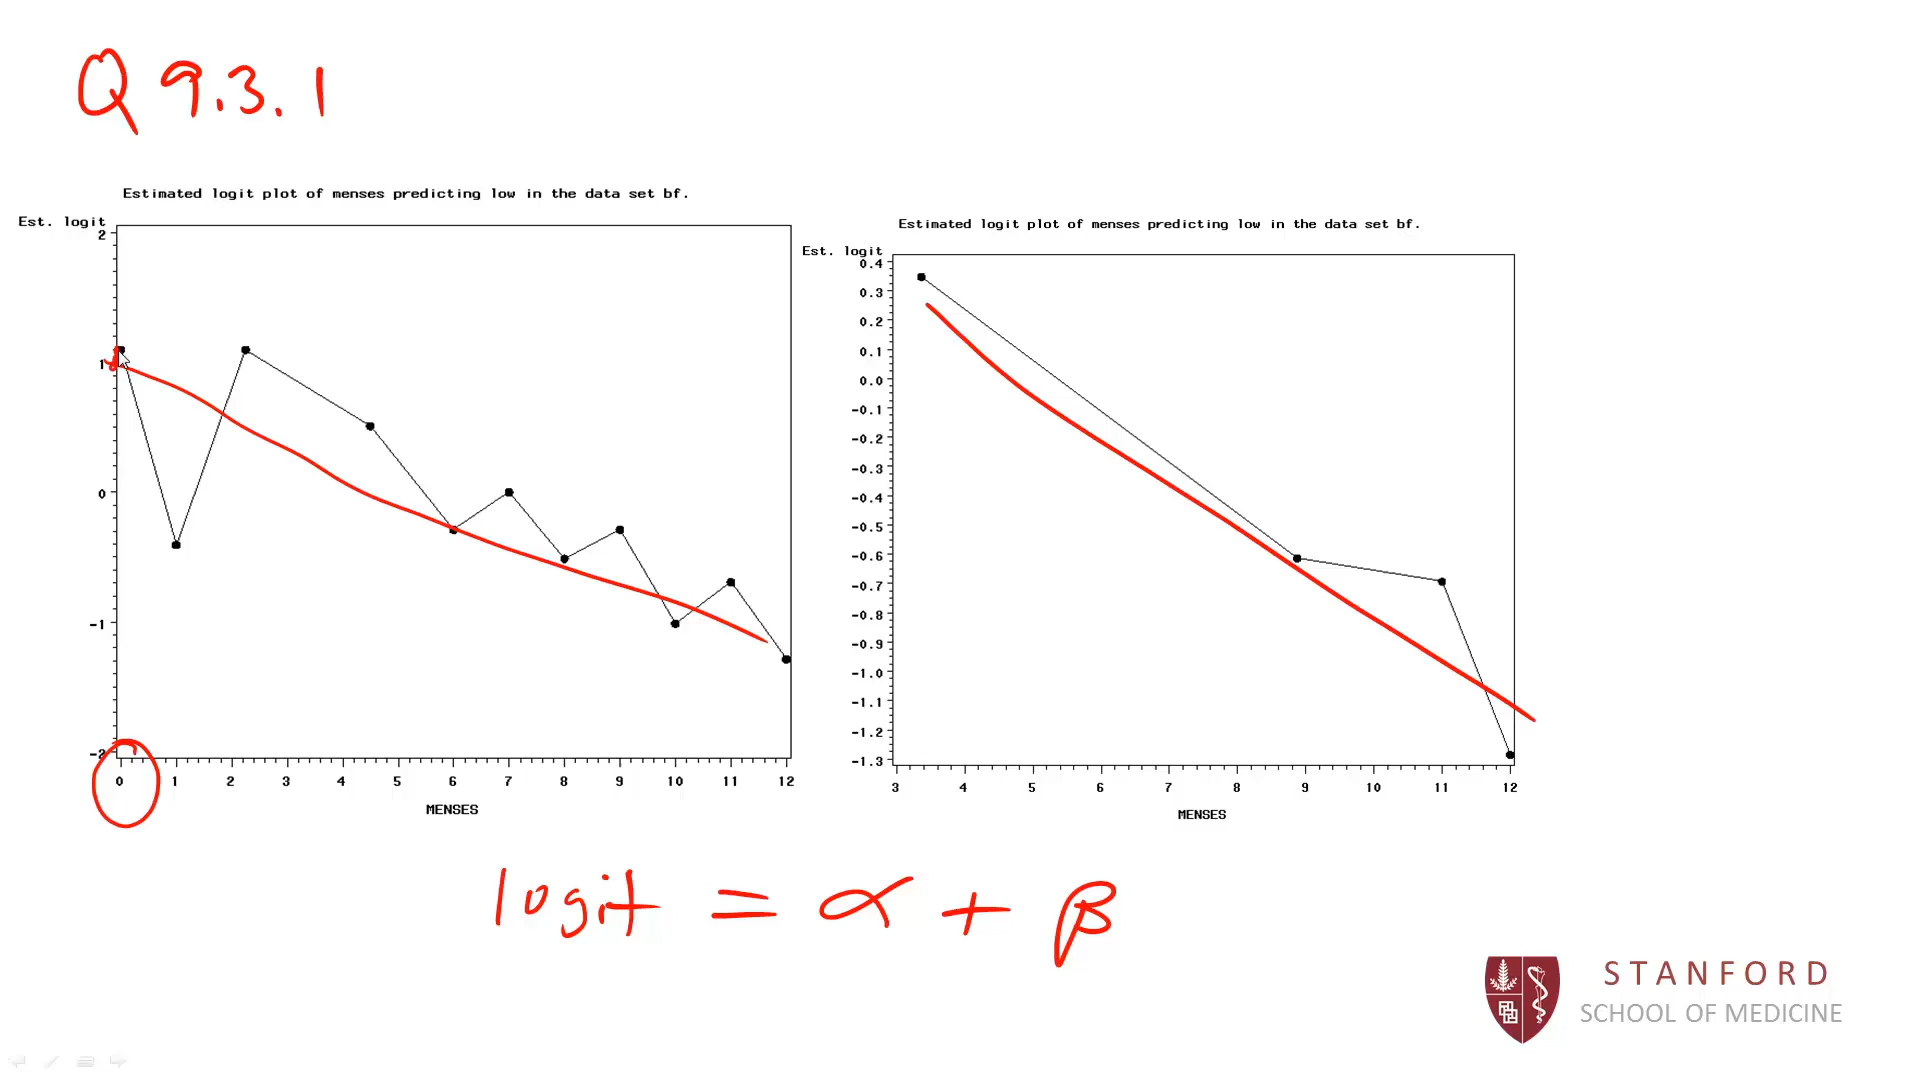 Q 9.3.1
Estimated logit plot of menses predicting low in the data set bf.
Est. logit
2
1
0
-1
-2
0 1 2 3 4 5 6 7 8 9 10 11 12
MENSES
Estimated logit plot of menses predicting low in the data set bf.
Est. logit
0.4
0.3
0.2
0.1
0.0
-0.1
-0.2
-0.3
-0.4
-0.5
-0.6
-0.7
-0.8
-0.9
-1.0
-1.1
-1.2
-1.3
3 4 5 6 7 8 9 10 11 12
MENSES
logit = α + β
STANFORD
SCHOOL OF MEDICINE